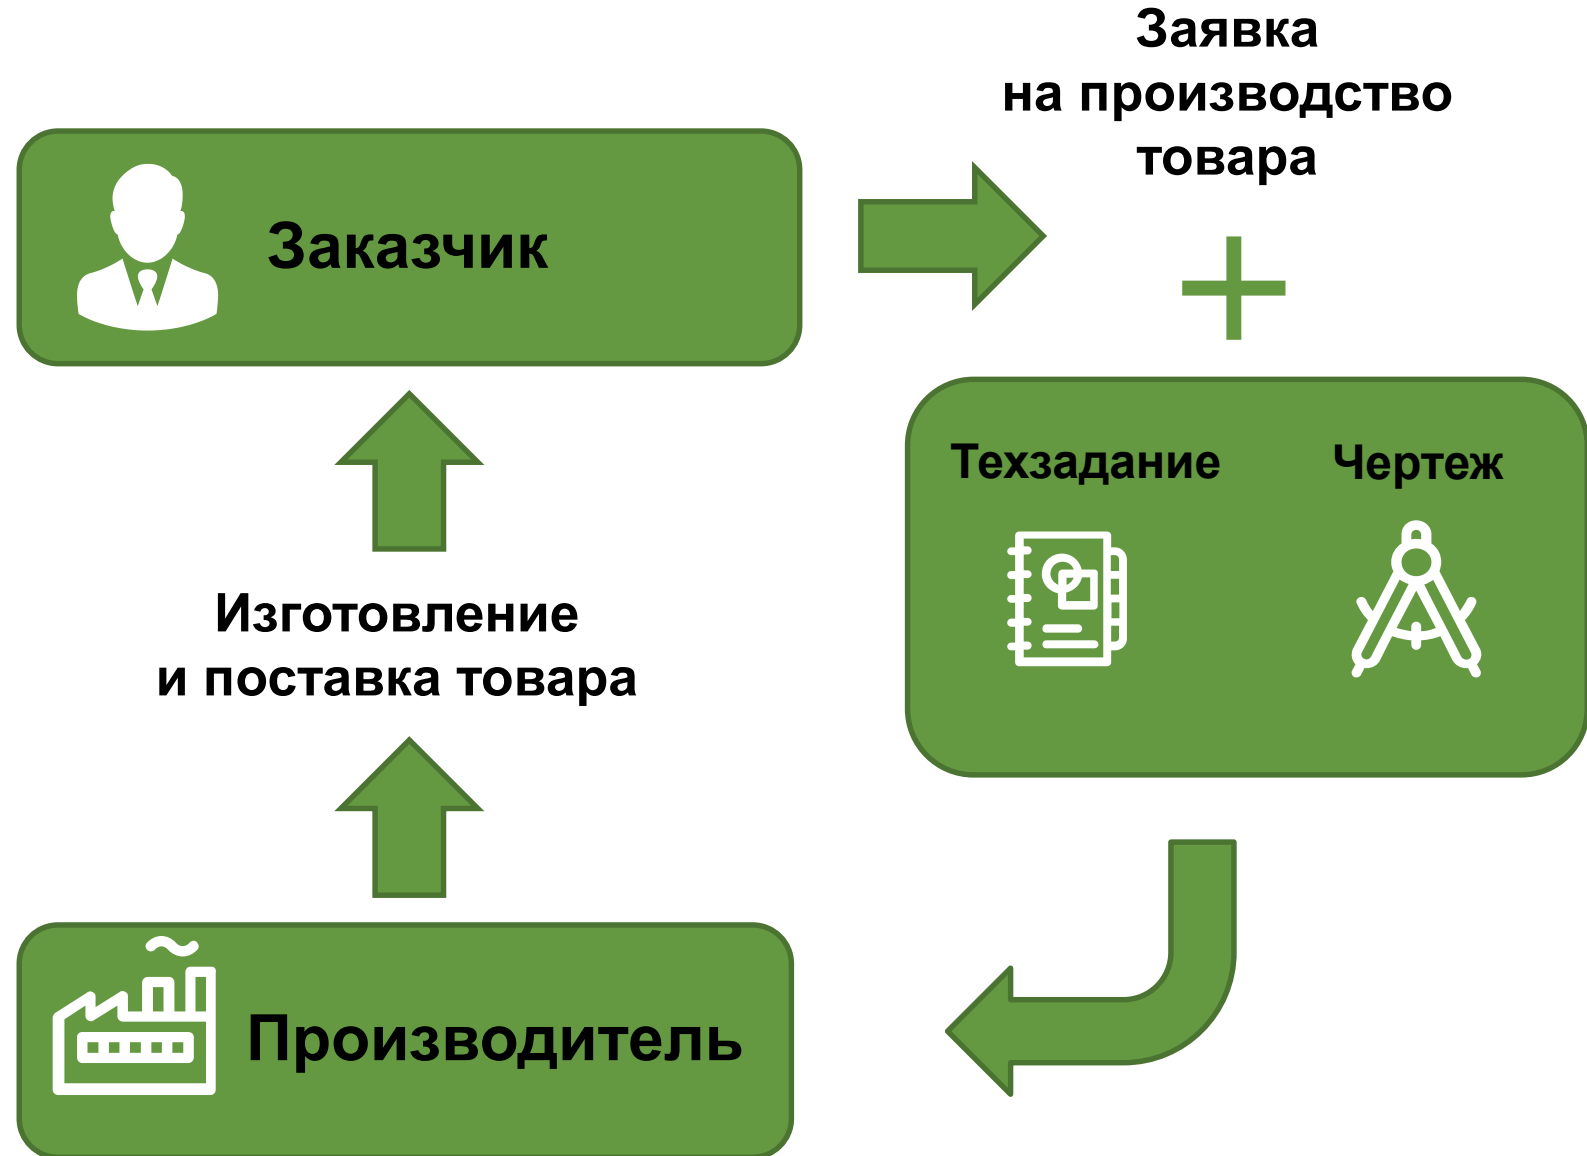 Заявка
на производство
товара
Заказчик
Техзадание
Чертеж
Изготовление
и поставка товара
Производитель